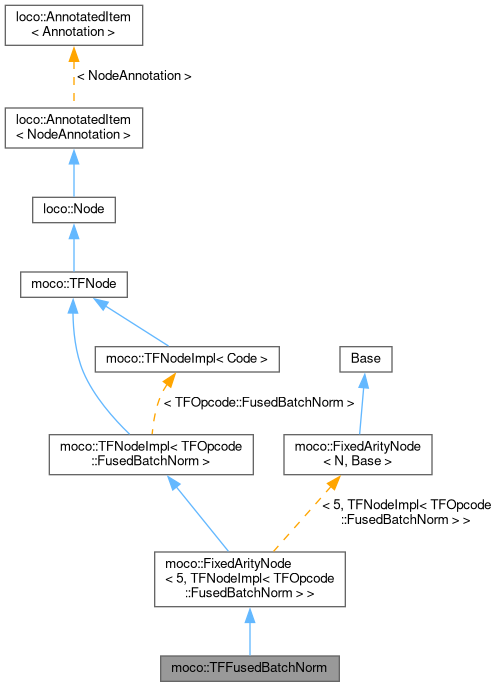 loco::AnnotatedItem
< Annotation >
< NodeAnnotation >
loco::AnnotatedItem
< NodeAnnotation >
loco::Node
moco::TFNode
moco::TFNodeImpl< Code >
Base
< TFOpcode::FusedBatchNorm >
moco::TFNodeImpl< TFOpcode
::FusedBatchNorm >
moco::FixedArityNode
< N, Base >
< 5, TFNodeImpl< TFOpcode
::FusedBatchNorm > >
moco::FixedArityNode
< 5, TFNodeImpl< TFOpcode
::FusedBatchNorm > >
moco::TFFusedBatchNorm